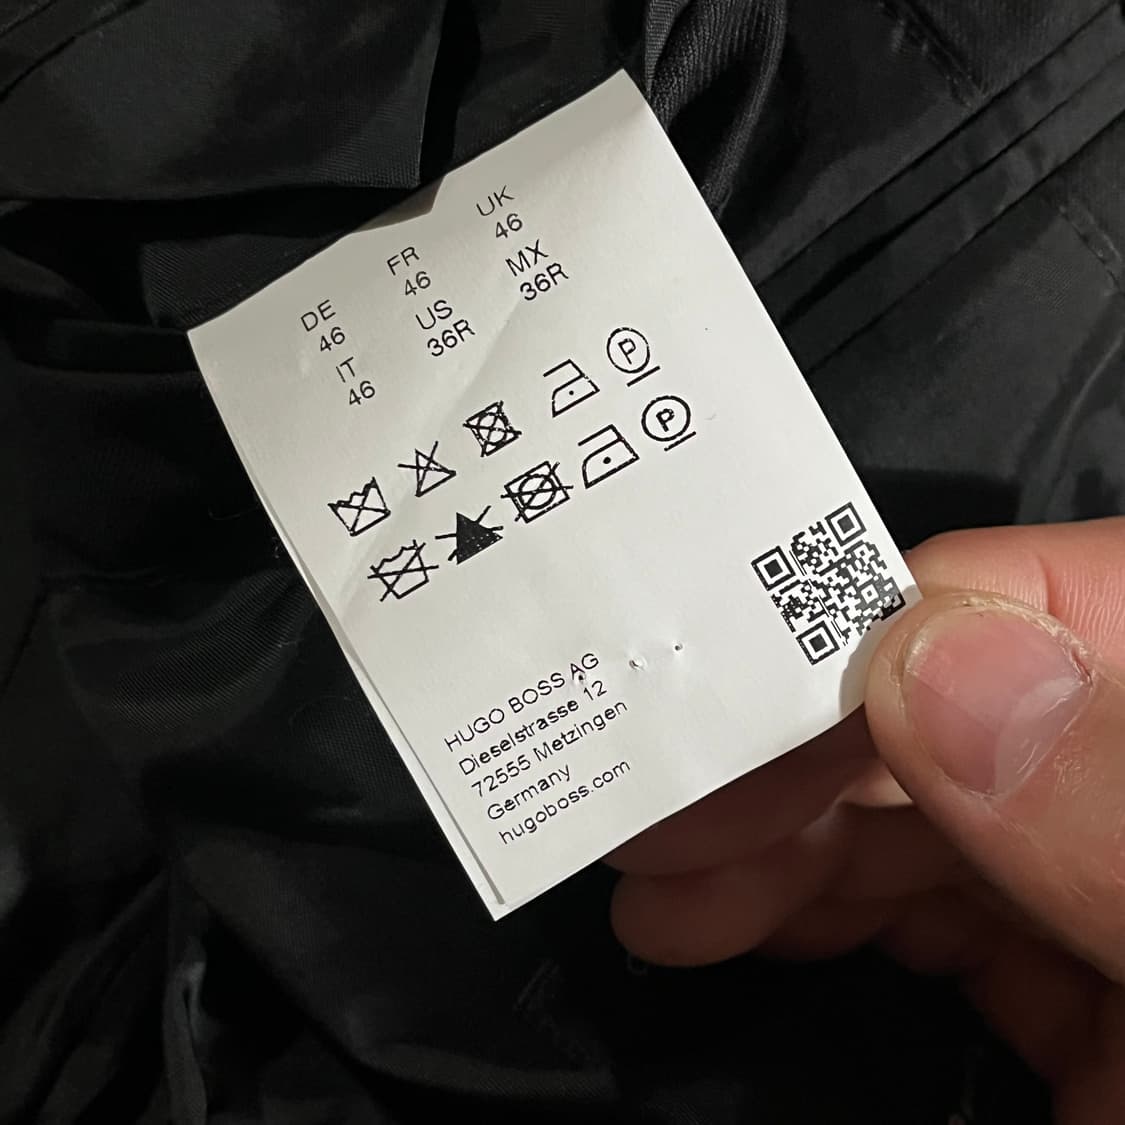 DE
46
IT
46
FR
46
US
36R
UK
46
MX
36R
P
P
HUGO BOSS AG
Dieselstrasse 12
72555 Metzingen
Germany
hugoboss.com